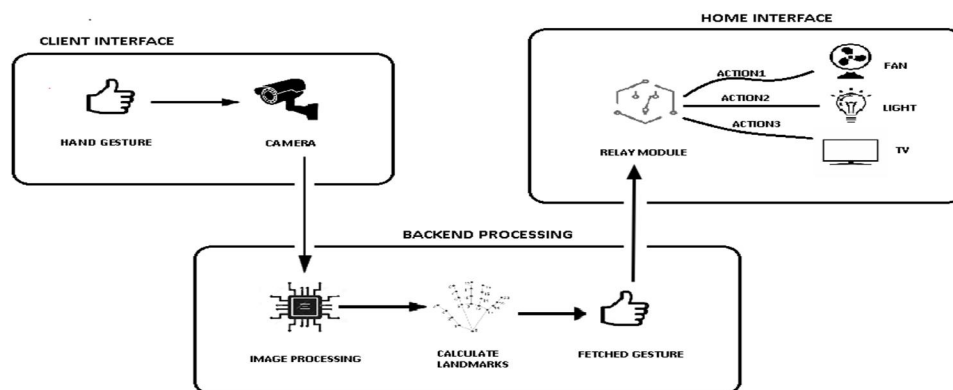 HOME INTERFACE
CLIENT INTERFACE
ACTION1
FAN
ACTION2
LIGHT
ACTION3
HAND GESTURE
CAMERA
RELAY MODULE
TV
BACKEND PROCESSING
IMAGE PROCESSING
CALCULATE
LANDMARKS
FETCHED GESTURE